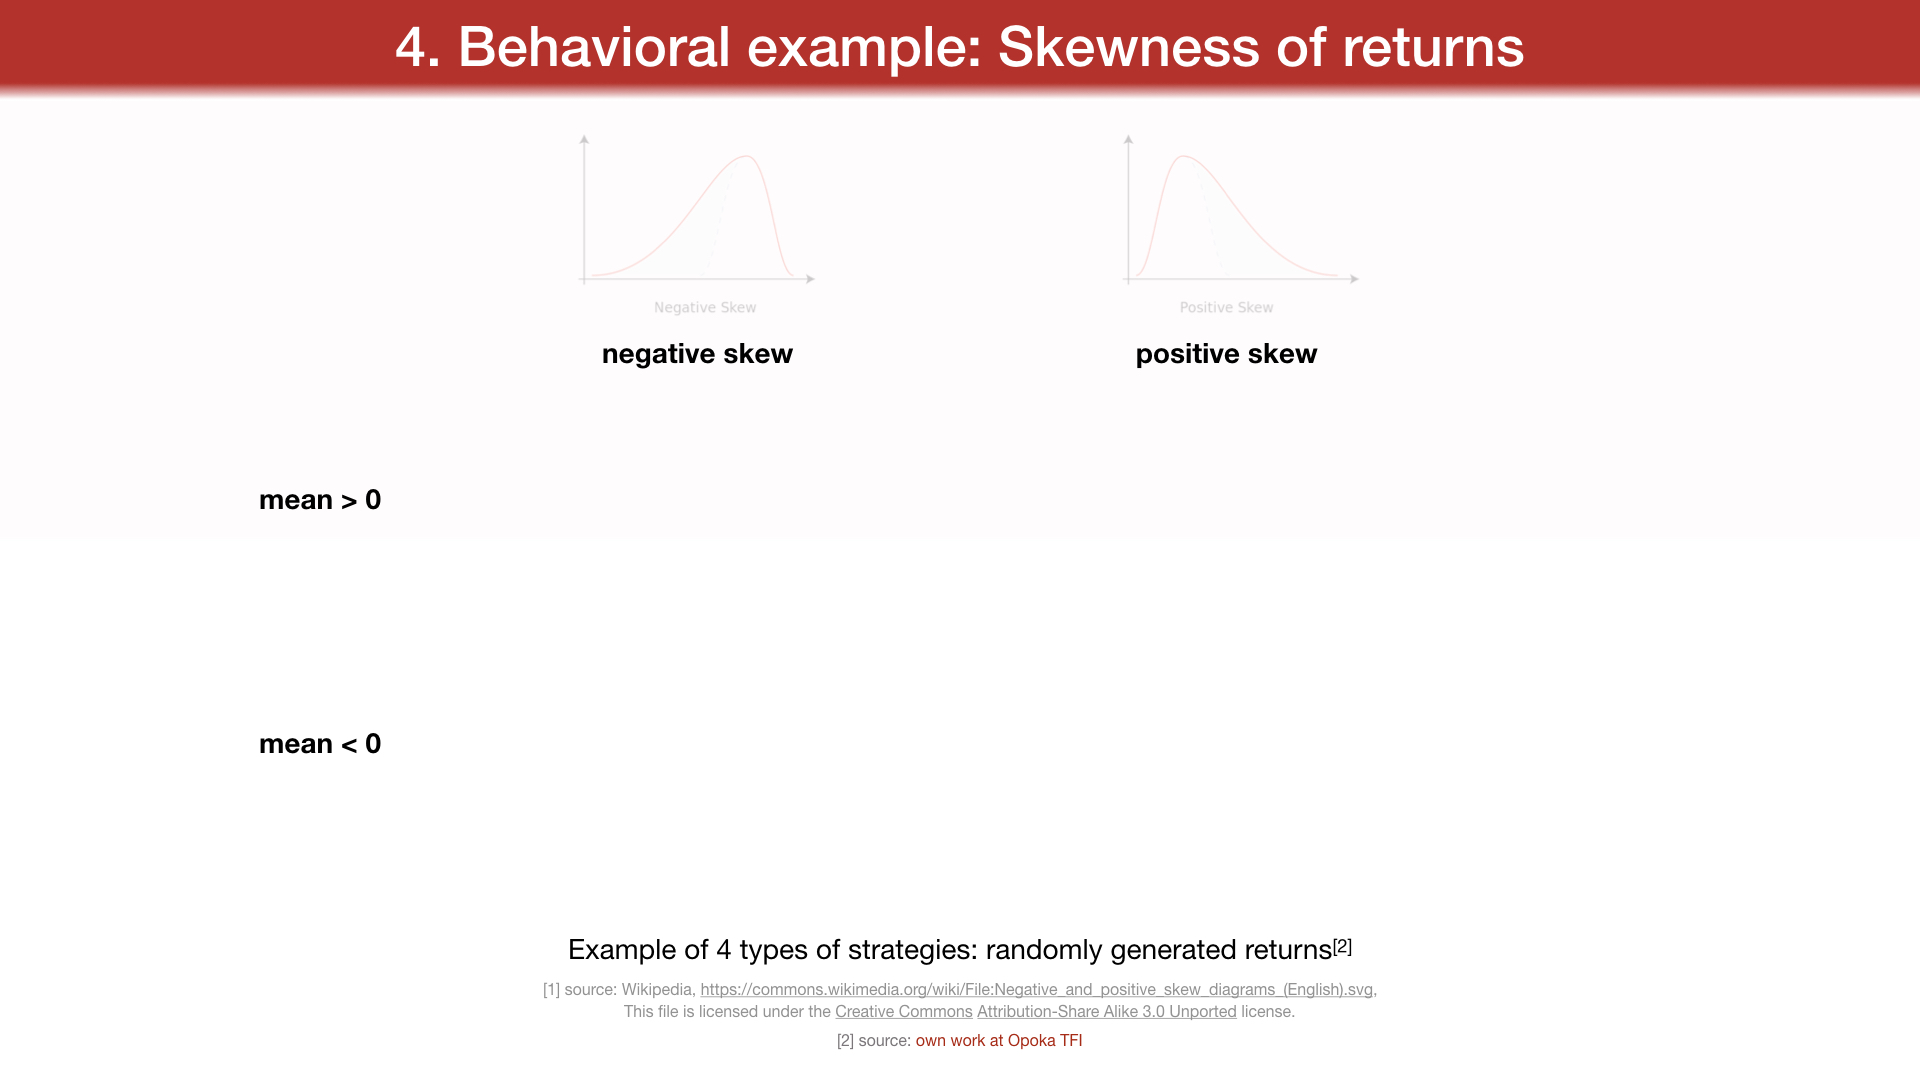 4. Behavioral example: Skewness of returns
Negative Skew
Positive Skew
negative skew
positive skew
mean > 0
mean < 0
Example of 4 types of strategies: randomly generated returns[2]
[1] source: Wikipedia, https://commons.wikimedia.org/wiki/File:Negative_and_positive_skew_diagrams_(English).svg,
This file is licensed under the Creative Commons Attribution-Share Alike 3.0 Unported license.
[2] source: own work at Opoka TFI